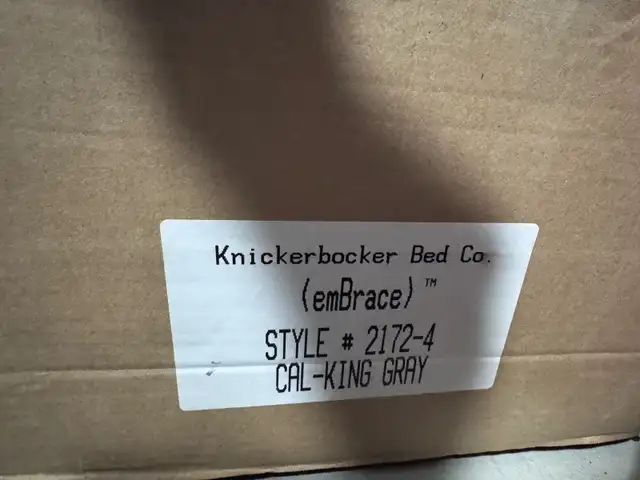 Knickerbocker Bed Co.
(emBrace)™
STYLE # 2172-4
CAL-KING GRAY